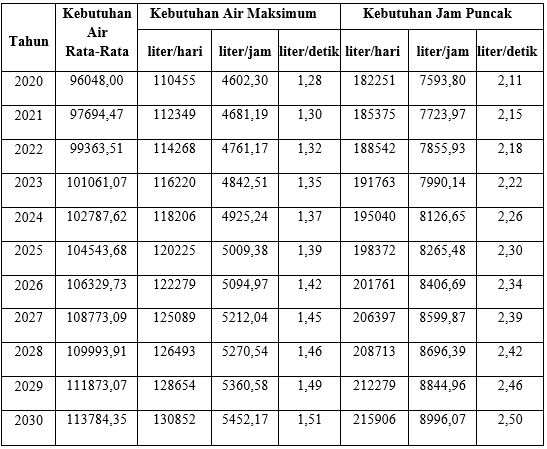 Tahun Kebutuhan Air Rata-Rata Kebutuhan Air Maksimum Kebutuhan Jam Puncak
liter/hari liter/jam liter/detik liter/hari liter/jam liter/detik
2020 96048,00 110455 4602,30 1,28 182251 7593,80 2,11
2021 97694,47 112349 4681,19 1,30 185375 7723,97 2,15
2022 99363,51 114268 4761,17 1,32 188542 7855,93 2,18
2023 101061,07 116220 4842,51 1,35 191763 7990,14 2,22
2024 102787,62 118206 4925,24 1,37 195040 8126,65 2,26
2025 104543,68 120225 5009,38 1,39 198372 8265,48 2,30
2026 106329,73 122279 5094,97 1,42 201761 8406,69 2,34
2027 108773,09 125089 5212,04 1,45 206397 8599,87 2,39
2028 109993,91 126493 5270,54 1,46 208713 8696,39 2,42
2029 111873,07 128654 5360,58 1,49 212279 8844,96 2,46
2030 113784,35 130852 5452,17 1,51 215906 8996,07 2,50